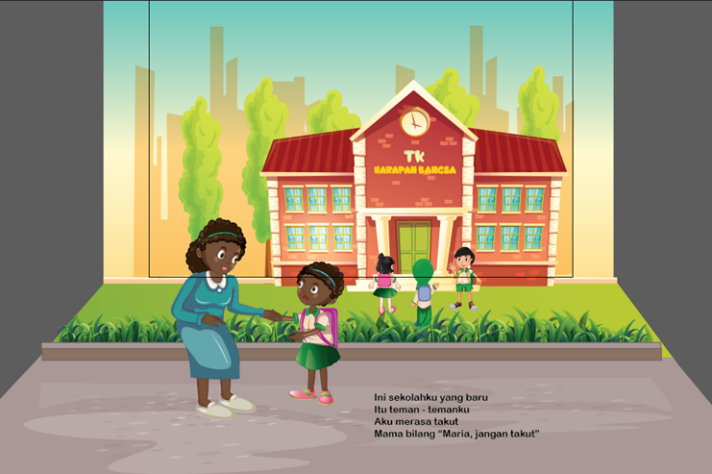 TK
HARAPAN BANGSA
Ini sekolahku yang baru
Itu teman - temanku
Aku merasa takut
Mama bilang “Maria, jangan takut”